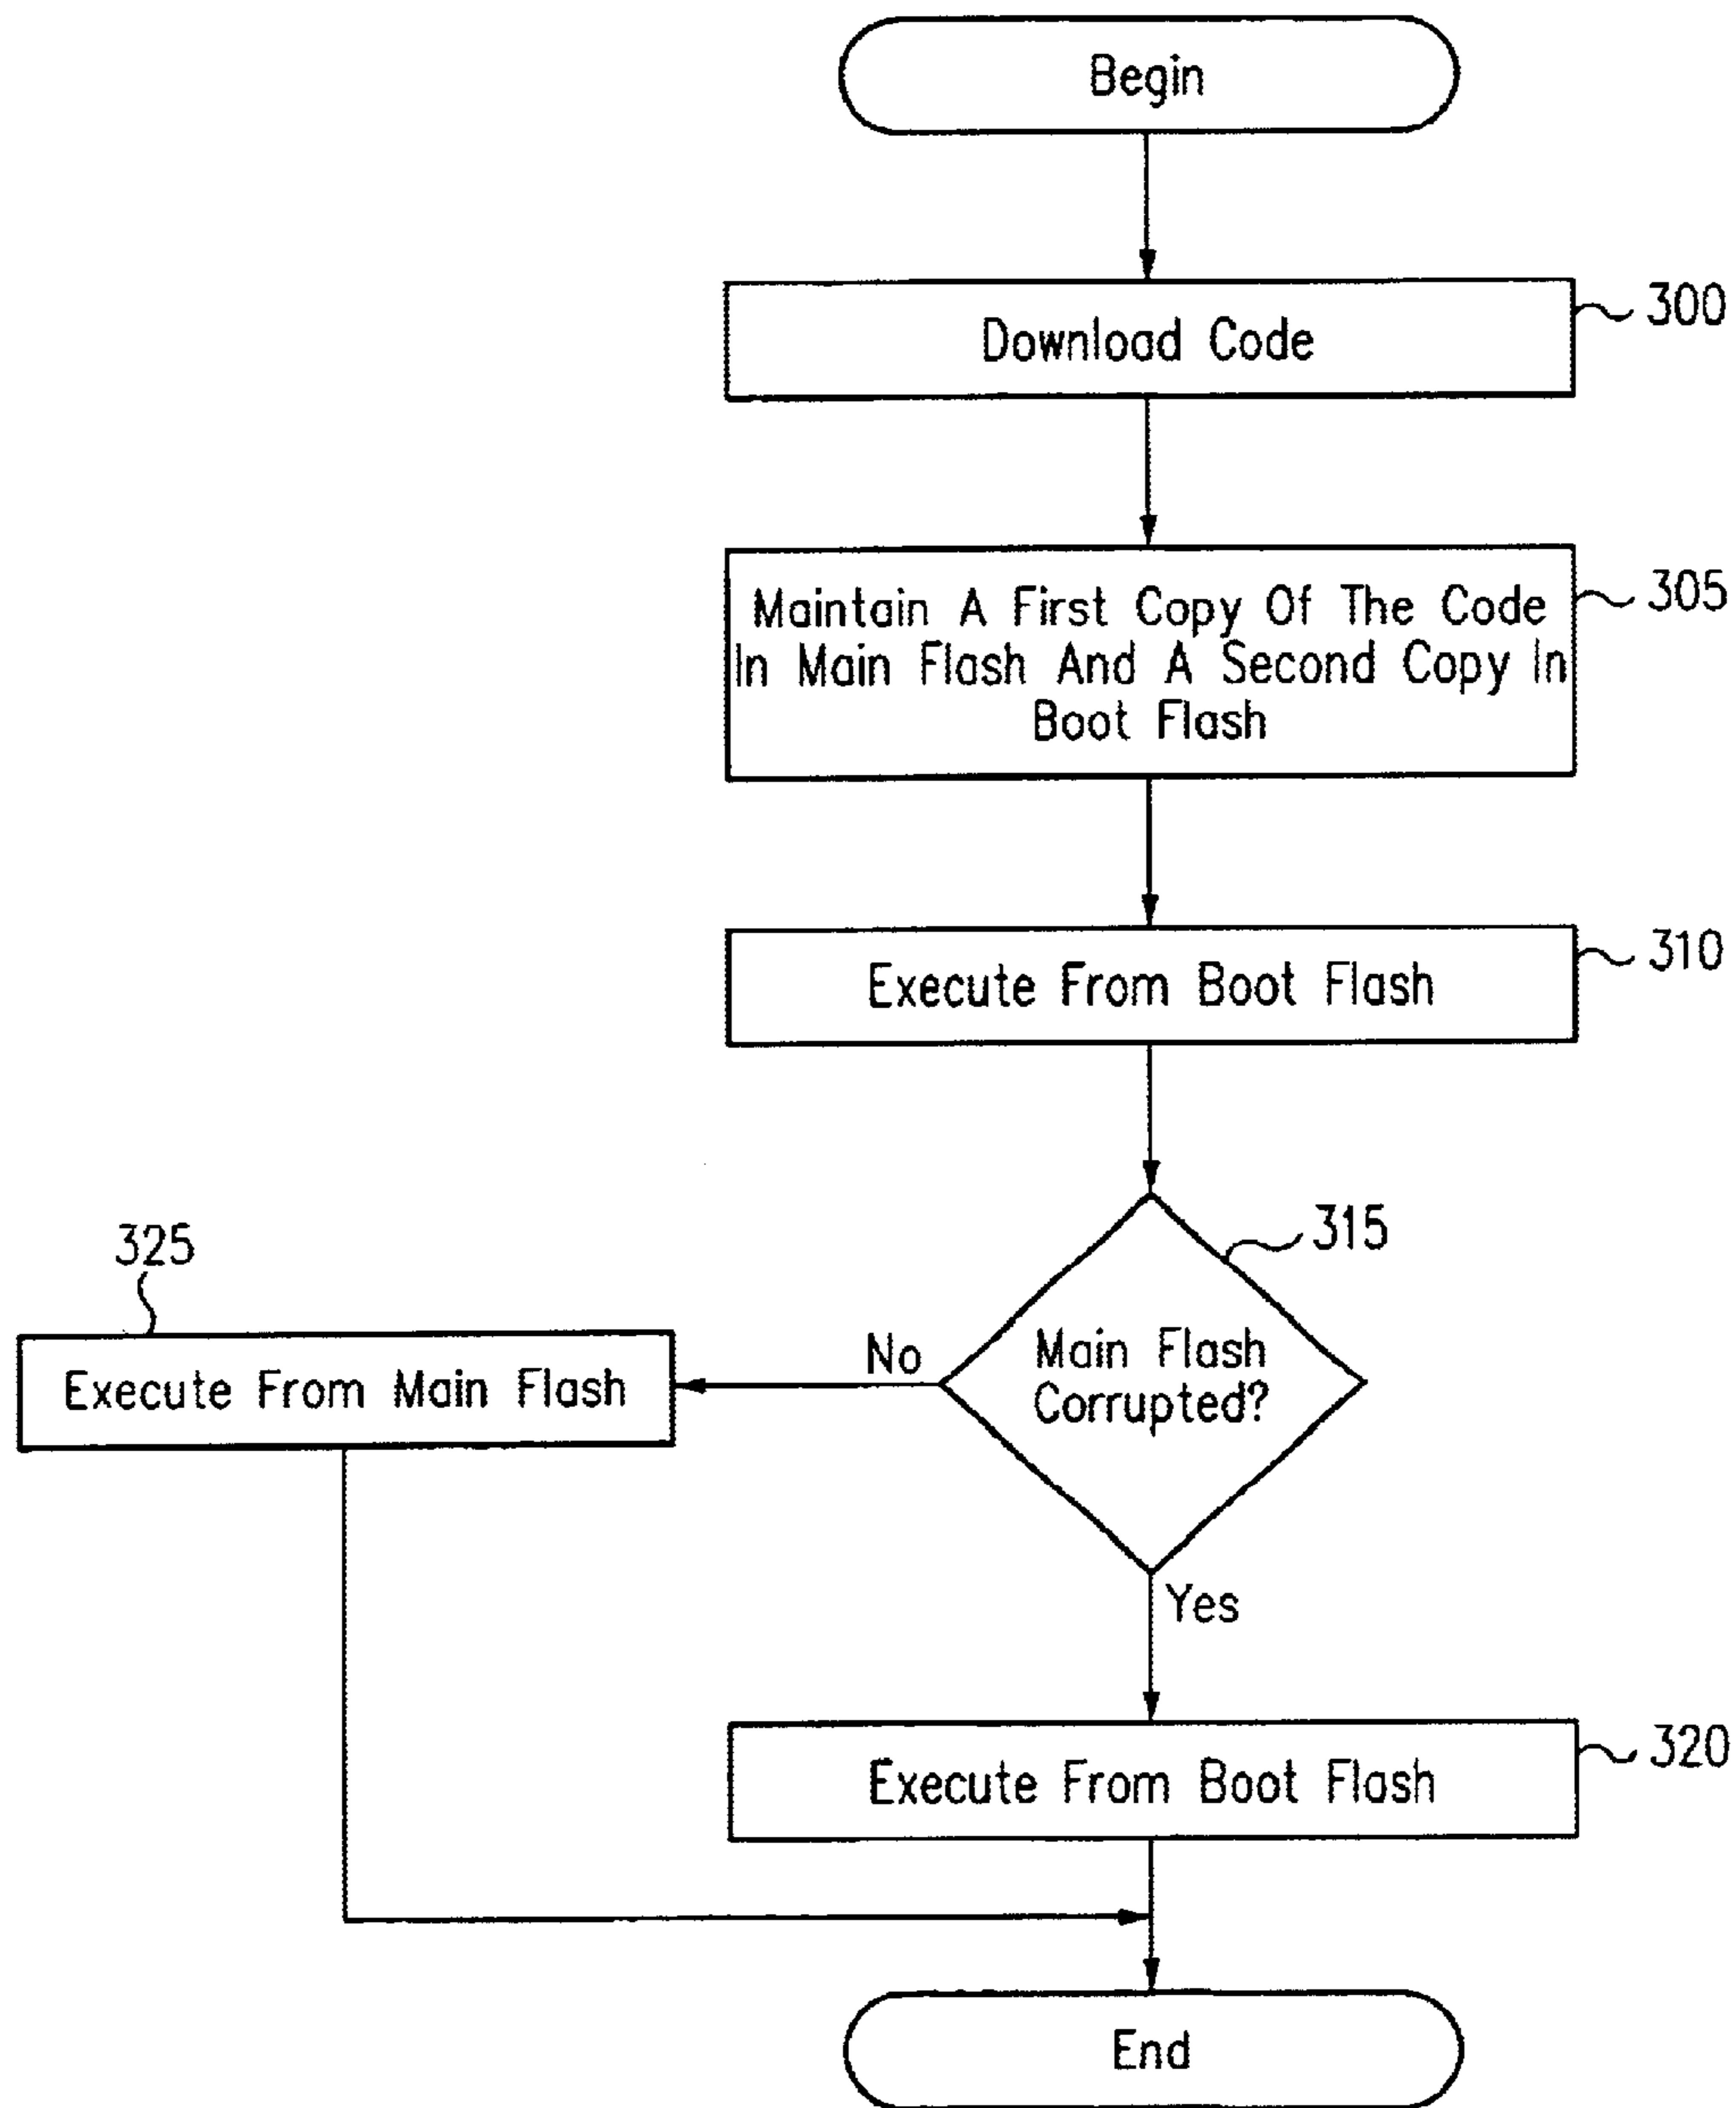 Begin
Download Code
300
Maintain A First Copy Of The Code
In Main Flash And A Second Copy In
Boot Flash
305
Execute From Boot Flash
310
315
Main Flash
Corrupted?
No
325
Execute From Main Flash
Yes
Execute From Boot Flash
320
End